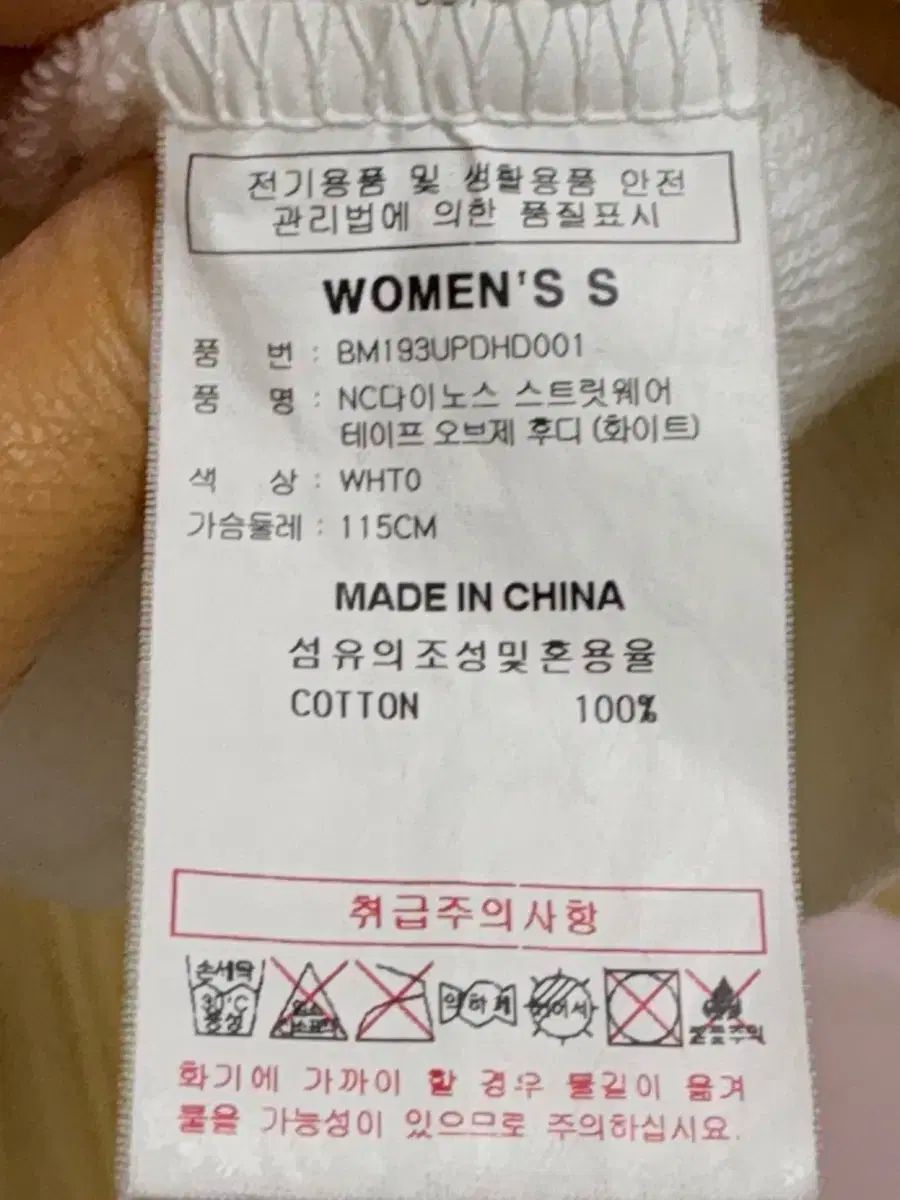 전기용품 및 생활용품 안전
관리법에 의한 품질표시
WOMEN'S S
품 번 : BM193UPDHD001
품 명 : NC다이노스 스트릿웨어
테이프 오브제 후디 (화이트)
색 상 : WHT0
가슴둘레 : 115CM
MADE IN CHINA
섬유의조성및혼용율
COTTON 100%
취급주의사항
손세탁
30°C
중성
약하게
화기에 가까이 할 경우 불길이 옮겨
붙을 가능성이 있으므로 주의하십시요.